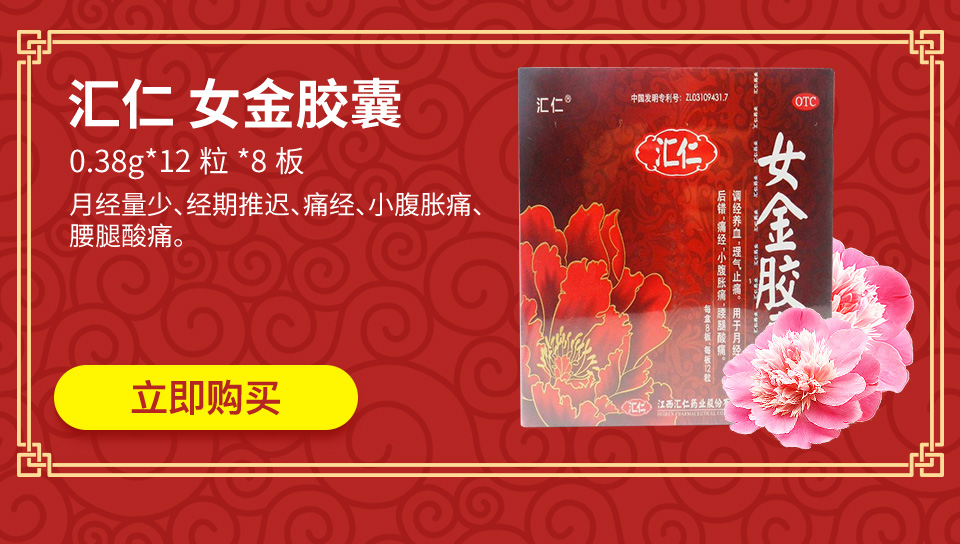 汇仁 女金胶囊
0.38g*12 粒 *8 板
月经量少、经期推迟、痛经、小腹胀痛、
腰腿酸痛。
立即购买
汇仁®
中国发明专利号：ZL03109431.7
OTC
汇仁
女金胶
调经养血，理气止痛。用于月经
后错，痛经，小腹胀痛，腰腿酸痛。
每盒8板，每板12粒
汇仁 江西汇仁药业股份